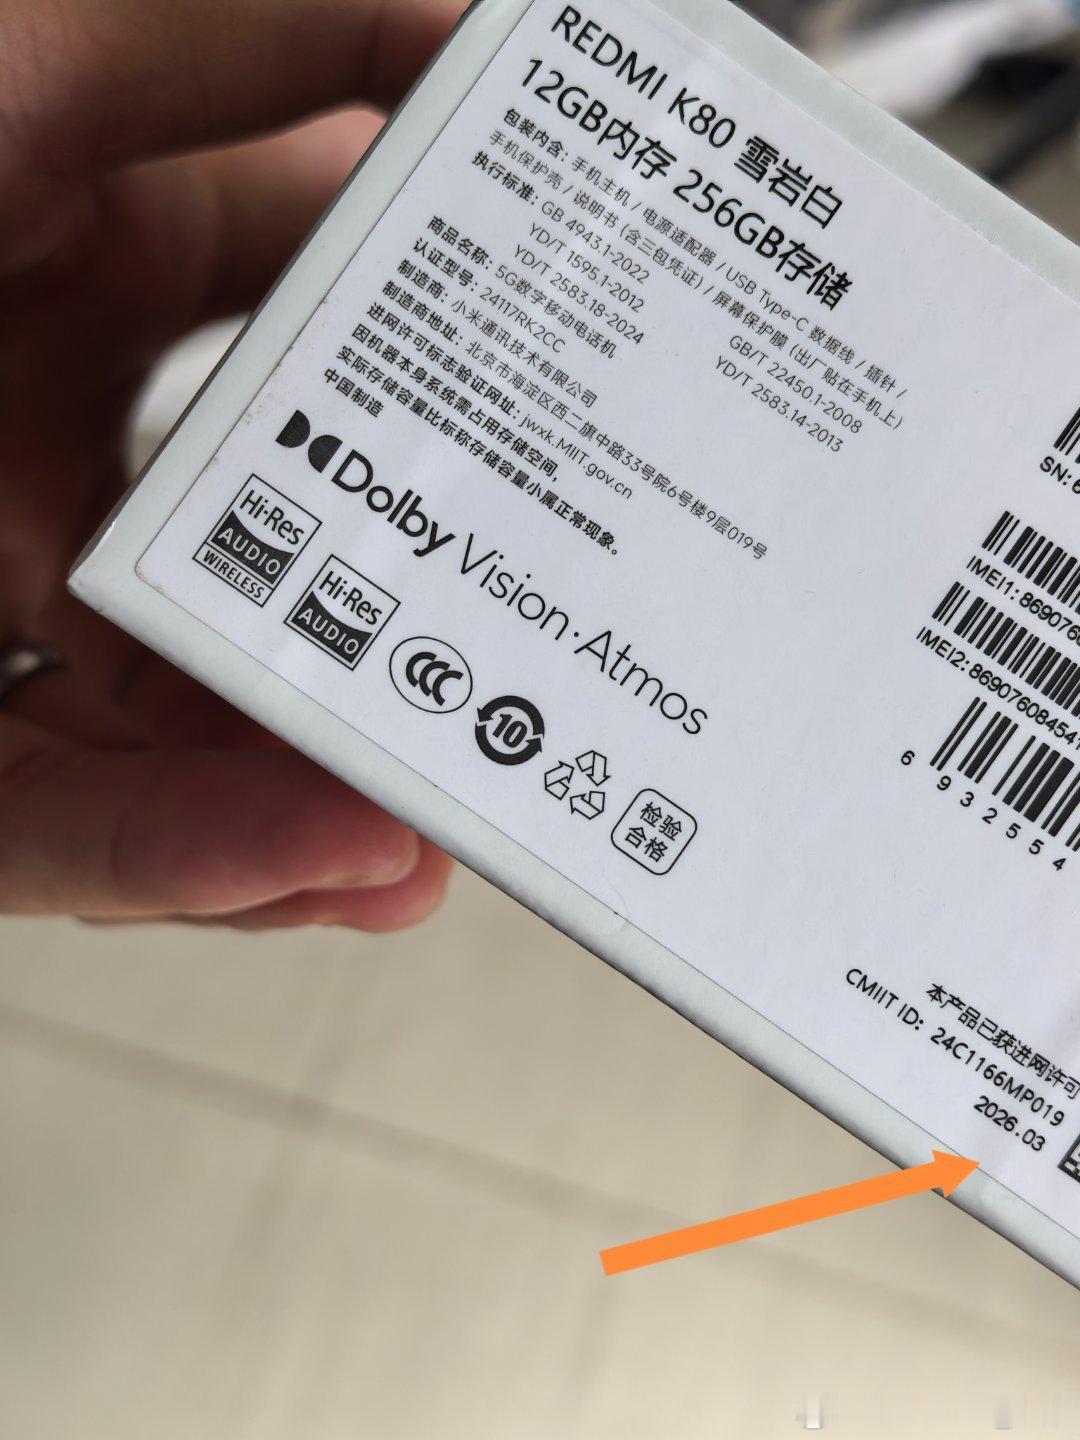 REDMI K80 雪岩白
12GB内存 256GB存储
包装内含：手机主机 / 电源适配器 / USB Type-C 数据线 / 插针 /
手机保护壳 / 说明书 (含三包凭证) / 屏幕保护膜 (出厂贴在手机上)
执行标准：GB 4943.1-2022 GB/T 22450.1-2008
YD/T 1595.1-2012 YD/T 2583.14-2013
YD/T 2583.18-2024
商品名称：5G数字移动电话机
认证型号：24117RK2CC
制造商：小米通讯技术有限公司
制造商地址：北京市海淀区西二旗中路33号院6号楼9层019号
进网许可标志验证网址：jwxk.MIIT.gov.cn
因机器本身系统需占用存储空间，
实际存储容量比标称存储容量小属正常现象。
中国制造
Dolby Vision·Atmos
Hi-Res
AUDIO
WIRELESS
Hi-Res
AUDIO
CCC
10
检验
合格
SN: 6
IMEI1: 869076
IMEI2: 8690760845
6 932554
本产品已获进网许可
CMIIT ID: 24C1166MP019
2026.03